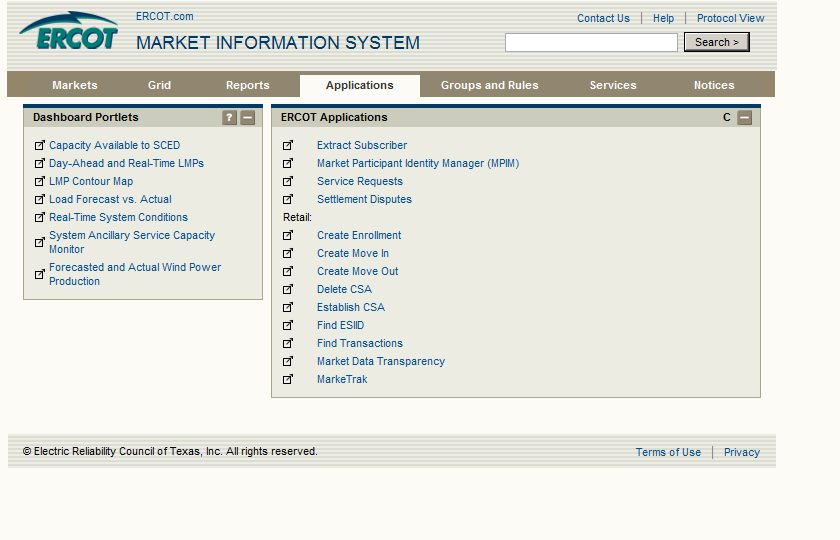 ERCOT
ERCOT.com
MARKET INFORMATION SYSTEM
Contact Us | Help | Protocol View
Search >
Markets Grid Reports Applications Groups and Rules Services Notices
Dashboard Portlets ?
Capacity Available to SCED
Day-Ahead and Real-Time LMPs
LMP Contour Map
Load Forecast vs. Actual
Real-Time System Conditions
System Ancillary Service Capacity
Monitor
Forecasted and Actual Wind Power
Production
ERCOT Applications C
Extract Subscriber
Market Participant Identity Manager (MPIM)
Service Requests
Settlement Disputes
Retail:
Create Enrollment
Create Move In
Create Move Out
Delete CSA
Establish CSA
Find ESIID
Find Transactions
Market Data Transparency
MarkeTrak
© Electric Reliability Council of Texas, Inc. All rights reserved.
Terms of Use | Privacy